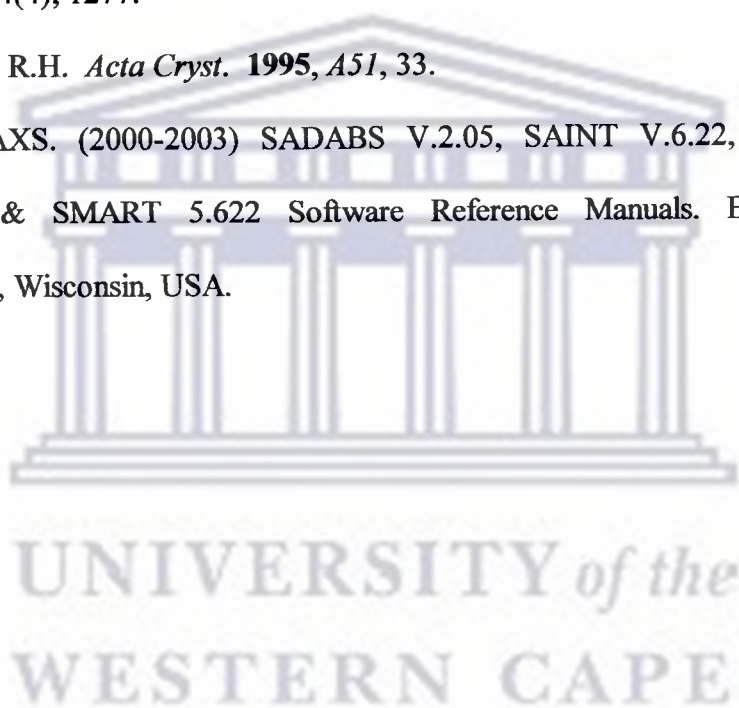 R.H. Acta Cryst. 1995, A51, 33.
AXS. (2000-2003) SADABS V.2.05, SAINT V.6.22,
& SMART 5.622 Software Reference Manuals.
, Wisconsin, USA.
UNIVERSITY of the
WESTERN CAPE